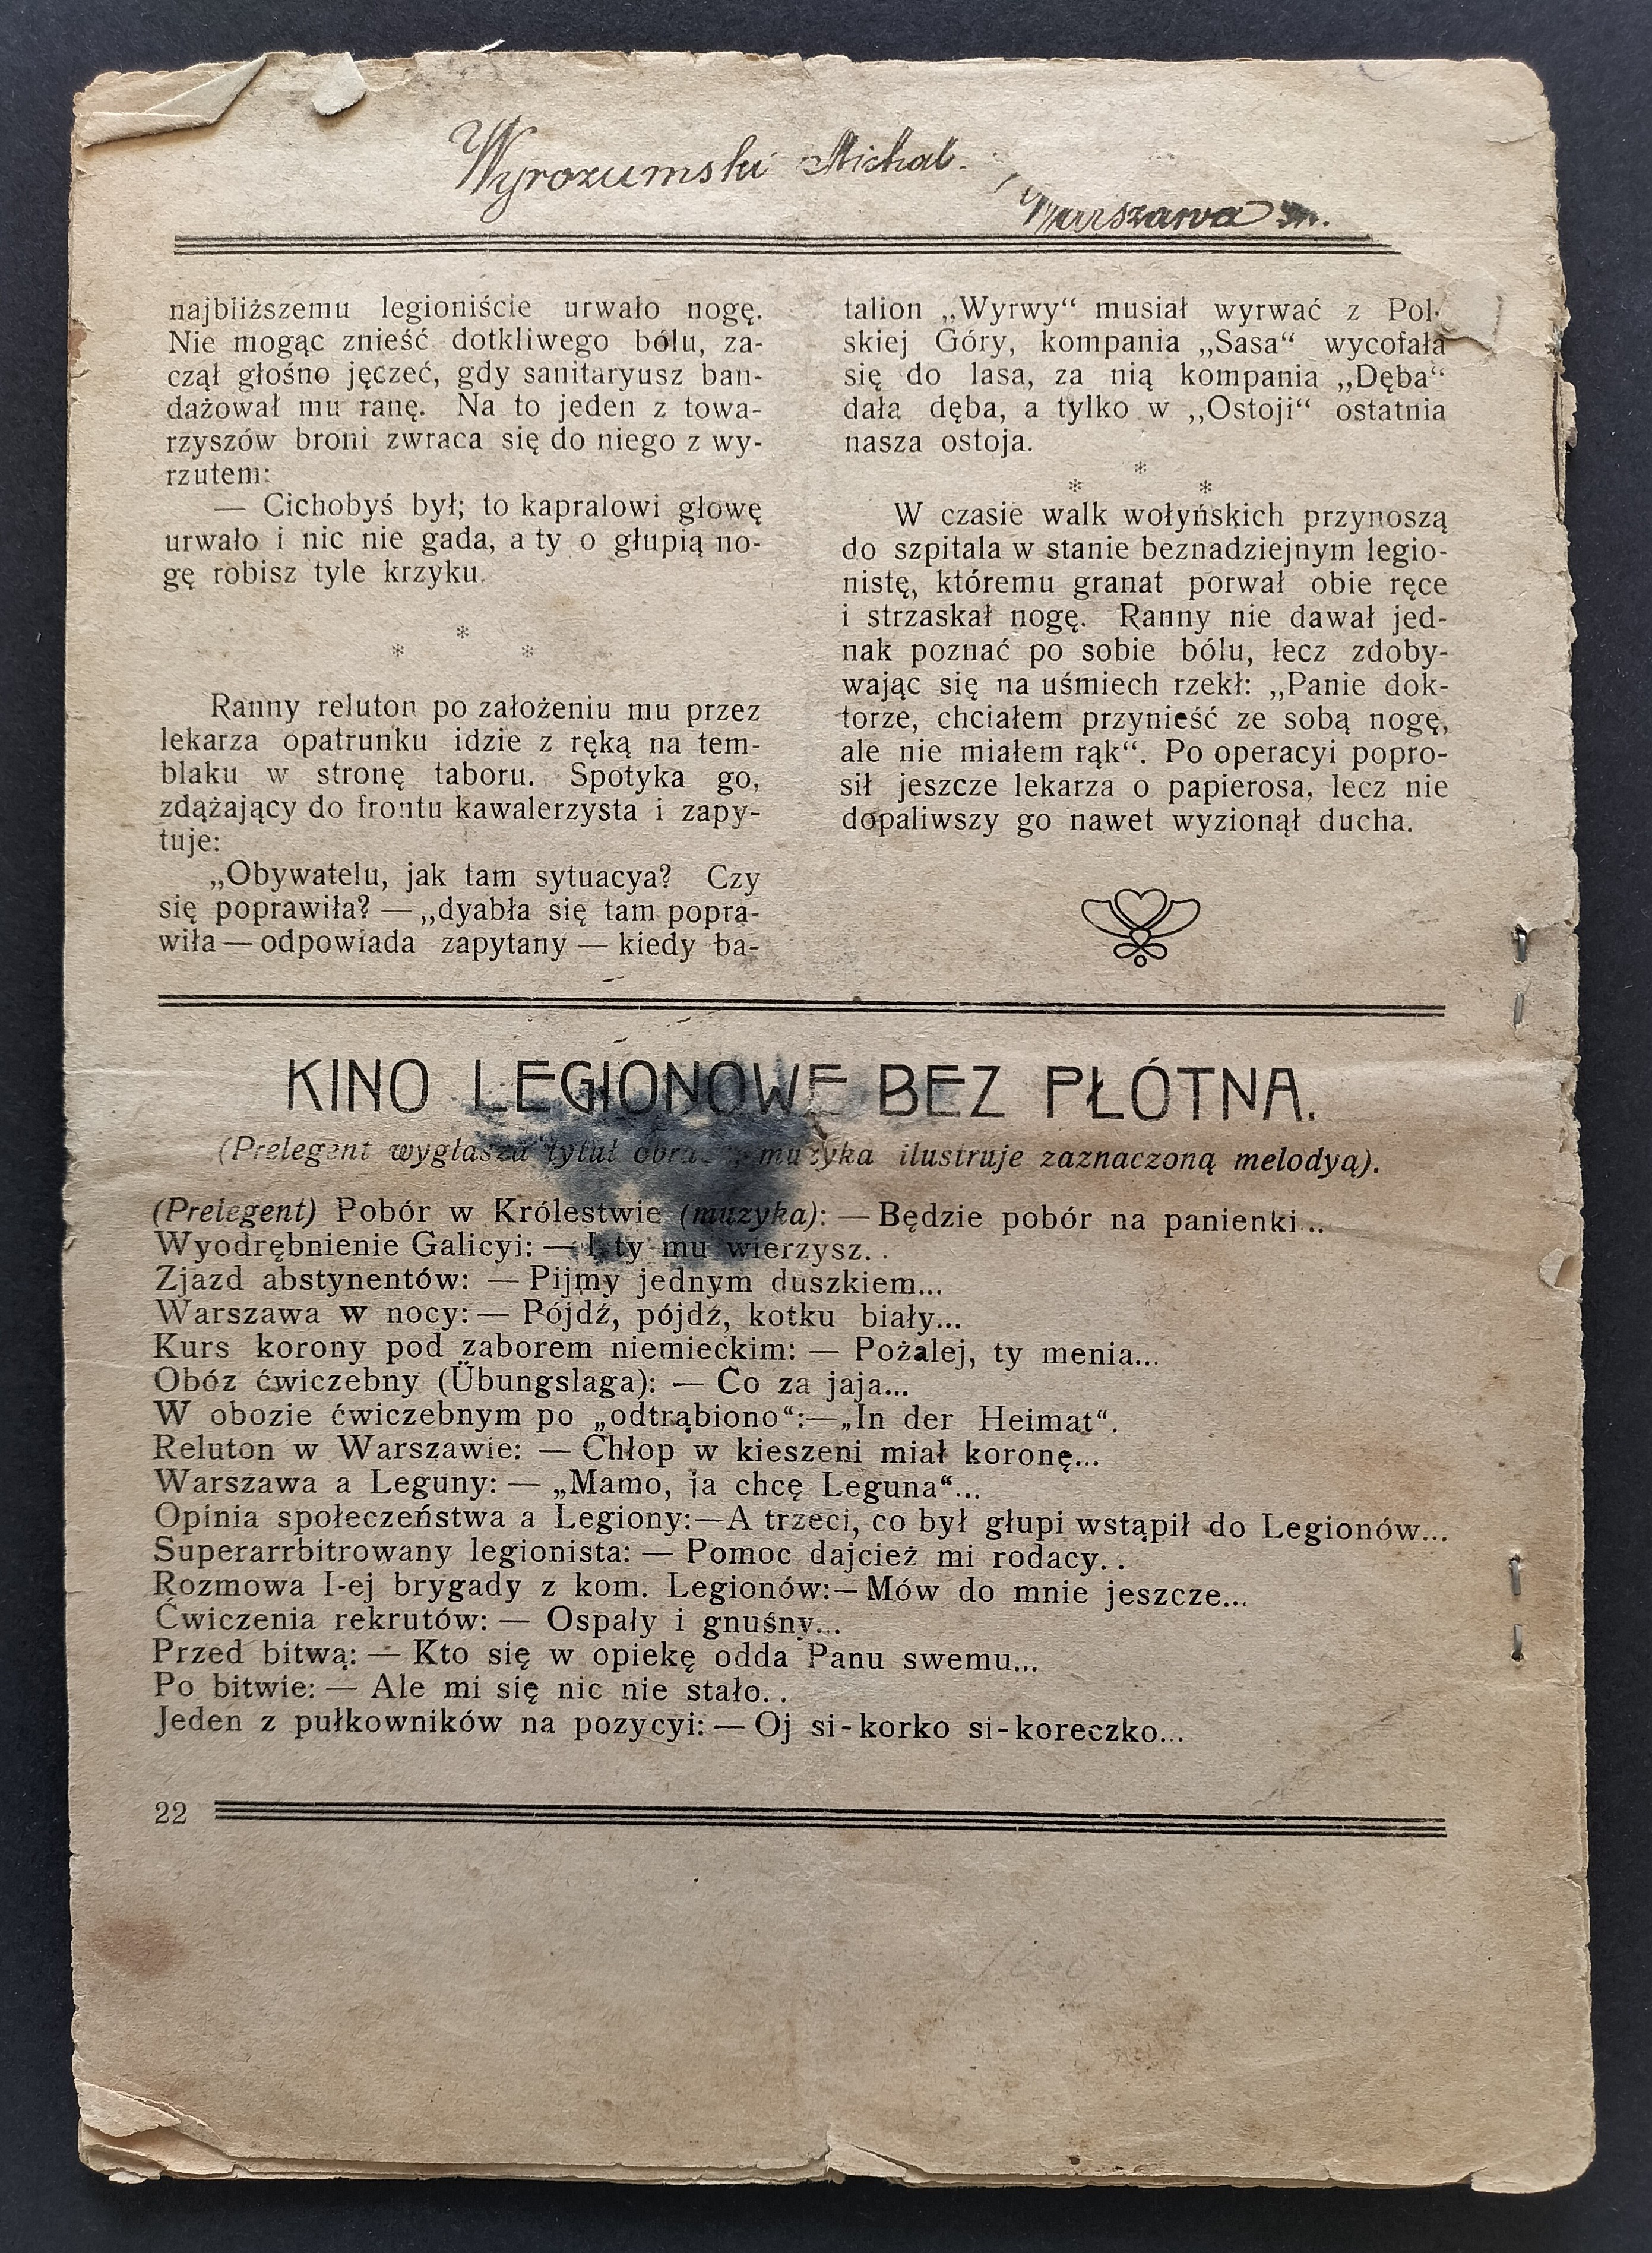 Wyrozumski Michał.
Warszawa
najbliższemu legioniście urwało nogę.
Nie mogąc znieść dotkliwego bólu, za-
czął głośno jęczeć, gdy sanitaryusz ban-
dażował mu ranę. Na to jeden z towa-
rzyszów broni zwraca się do niego z wy-
rzutem:
— Cichobyś był; to kapralowi głowę
urwało i nic nie gada, a ty o głupią no-
gę robisz tyle krzyku.
* * *
Ranny reluton po założeniu mu przez
lekarza opatrunku idzie z ręką na tem-
blaku w stronę taboru. Spotyka go,
zdążający do frontu kawalerzysta i zapy-
tuje:
„Obywatelu, jak tam sytuacya? Czy
się poprawiła? — „dyabła się tam popra-
wiła — odpowiada zapytany — kiedy ba-
talion „Wyrwy“ musiał wyrwać z Pol-
skiej Góry, kompania „Sasa“ wycofała
się do lasa, za nią kompania „Dęba“
dała dęba, a tylko w „Ostoji“ ostatnia
nasza ostoja.
* * *
W czasie walk wołyńskich przynoszą
do szpitala w stanie beznadziejnym legio-
nistę, któremu granat porwał obie ręce
i strzaskał nogę. Ranny nie dawał jed-
nak poznać po sobie bólu, lecz zdoby-
wając się na uśmiech rzekł: „Panie dok-
torze, chciałem przynieść ze sobą nogę,
ale nie miałem rąk“. Po operacyi popro-
sił jeszcze lekarza o papierosa, lecz nie
dopaliwszy go nawet wyzionął ducha.
KINO LEGIONOWE BEZ PŁÓTNA.
(Prelegent wygłasza tytuł muzyka ilustruje zaznaczoną melodyą).
(Prelegent) Pobór w Królestwie (muzyka): — Będzie pobór na panienki..
Wyodrębnienie Galicyi: — I ty mu wierzysz..
Zjazd abstynentów: — Pijmy jednym duszkiem...
Warszawa w nocy: — Pójdź, pójdź, kotku biały...
Kurs korony pod zaborem niemieckim: — Pożalej, ty menia...
Obóz ćwiczebny (Übungslaga): — Co za jaja...
W obozie ćwiczebnym po „odtrąbiono“:—„In der Heimat“.
Reluton w Warszawie: — Chłop w kieszeni miał koronę...
Warszawa a Leguny: — „Mamo, ja chcę Leguna“...
Opinia społeczeństwa a Legiony:—A trzeci, co był głupi wstąpił do Legionów...
Superarrbitrowany legionista: — Pomoc dajcież mi rodacy..
Rozmowa I-ej brygady z kom. Legionów:—Mów do mnie jeszcze...
Ćwiczenia rekrutów: — Ospały i gnuśny...
Przed bitwą: — Kto się w opiekę odda Panu swemu...
Po bitwie: — Ale mi się nic nie stało..
Jeden z pułkowników na pozycyi: — Oj si-korko si-koreczko...
22